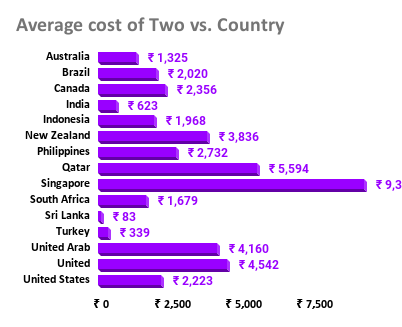 Average cost of Two vs. Country
Australia ₹ 1,325
Brazil ₹ 2,020
Canada ₹ 2,356
India ₹ 623
Indonesia ₹ 1,968
New Zealand ₹ 3,836
Philippines ₹ 2,732
Qatar ₹ 5,594
Singapore ₹ 9,3
South Africa ₹ 1,679
Sri Lanka ₹ 83
Turkey ₹ 339
United Arab ₹ 4,160
United ₹ 4,542
United States ₹ 2,223
₹ 0 ₹ 2,500 ₹ 5,000 ₹ 7,500